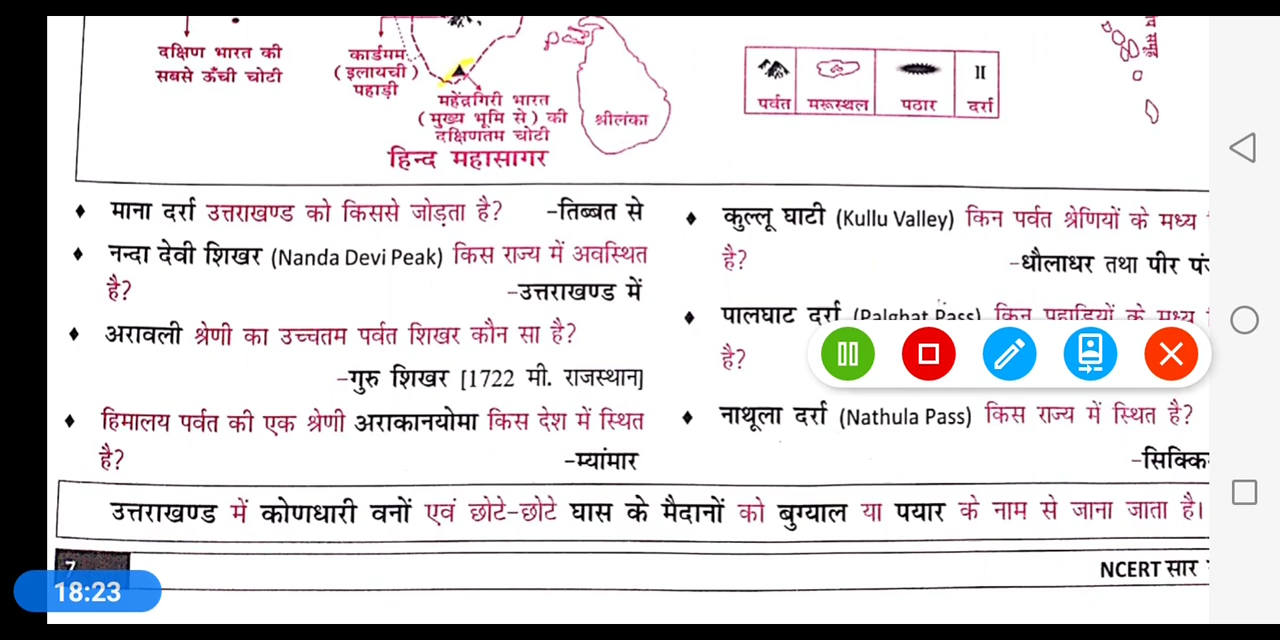 दक्षिण भारत की
सबसे ऊँची चोटी
कार्डमम
(इलायची)
पहाड़ी
महेंद्रगिरी भारत
(मुख्य भूमि से) की
दक्षिणतम चोटी
श्रीलंका
हिन्द महासागर
पर्वत मरूस्थल पठार दर्रा
♦ माना दर्रा उत्तराखण्ड को किससे जोड़ता है? -तिब्बत से
♦ नन्दा देवी शिखर (Nanda Devi Peak) किस राज्य में अवस्थित
है? -उत्तराखण्ड में
♦ अरावली श्रेणी का उच्चतम पर्वत शिखर कौन सा है?
-गुरु शिखर [1722 मी. राजस्थान]
♦ हिमालय पर्वत की एक श्रेणी अराकानयोमा किस देश में स्थित
है? -म्यांमार
♦ कुल्लू घाटी (Kullu Valley) किन पर्वत श्रेणियों के मध्य
है? -धौलाधर तथा पीर
♦ पालघाट दर्रा (Palghat Pass) किन पहाड़ियों के मध्य
है?
♦ नाथूला दर्रा (Nathula Pass) किस राज्य में स्थित है?
-सिक्कि
उत्तराखण्ड में कोणधारी वनों एवं छोटे-छोटे घास के मैदानों को बुग्याल या पयार के नाम से जाना जाता है।
7
NCERT सार
18:23